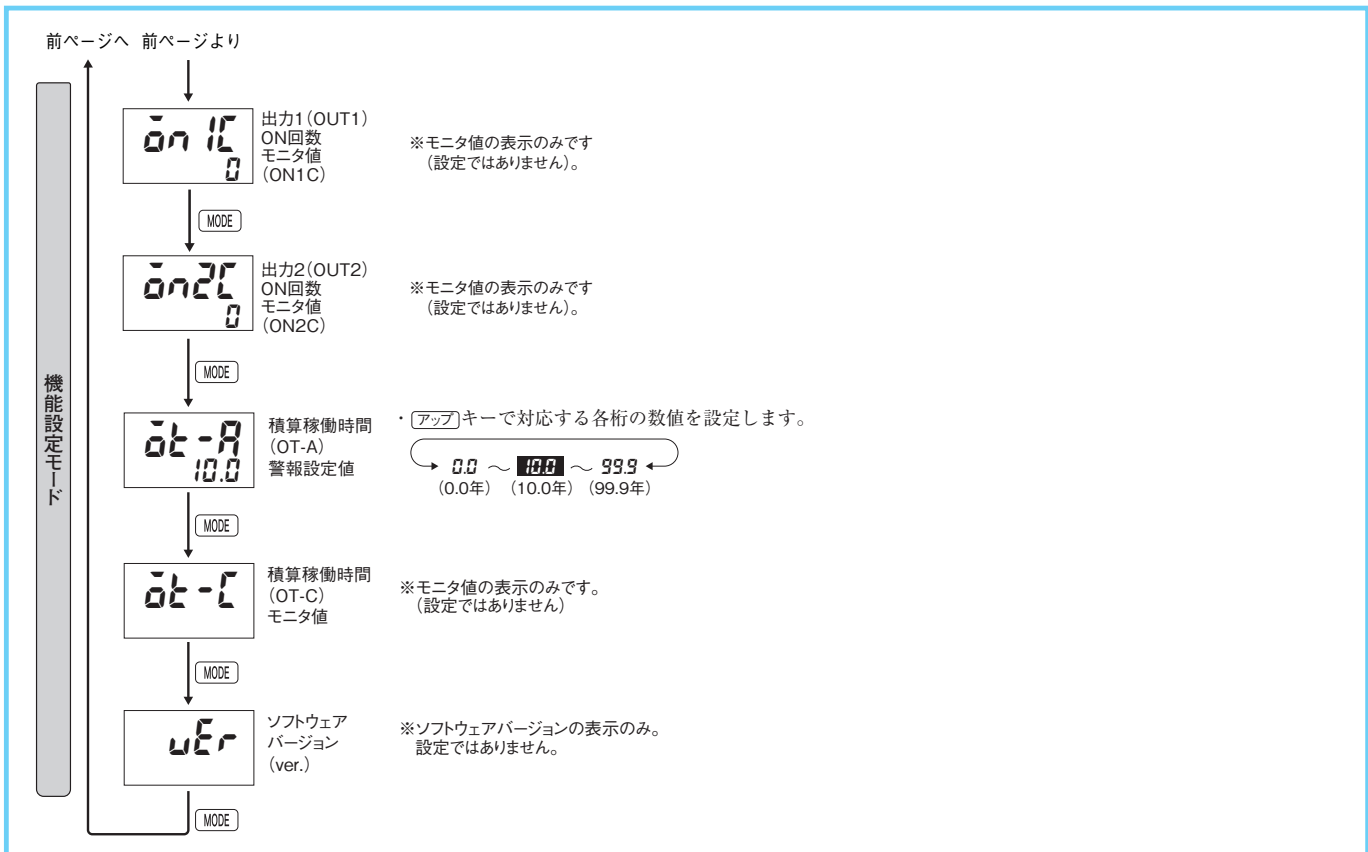 前ページへ 前ページより
機能設定モード
on1C
0
出力1(OUT1)
ON回数
モニタ値
(ON1C)
※モニタ値の表示のみです
(設定ではありません)。
MODE
on2C
0
出力2(OUT2)
ON回数
モニタ値
(ON2C)
※モニタ値の表示のみです
(設定ではありません)。
MODE
ot-A
10.0
積算稼働時間
(OT-A)
警報設定値
・アップキーで対応する各桁の数値を設定します。
0.0 ~ 10.0 ~ 99.9
(0.0年) (10.0年) (99.9年)
MODE
ot-C
積算稼働時間
(OT-C)
モニタ値
※モニタ値の表示のみです。
(設定ではありません)
MODE
vEr
ソフトウェア
バージョン
(ver.)
※ソフトウェアバージョンの表示のみ。
設定ではありません。
MODE